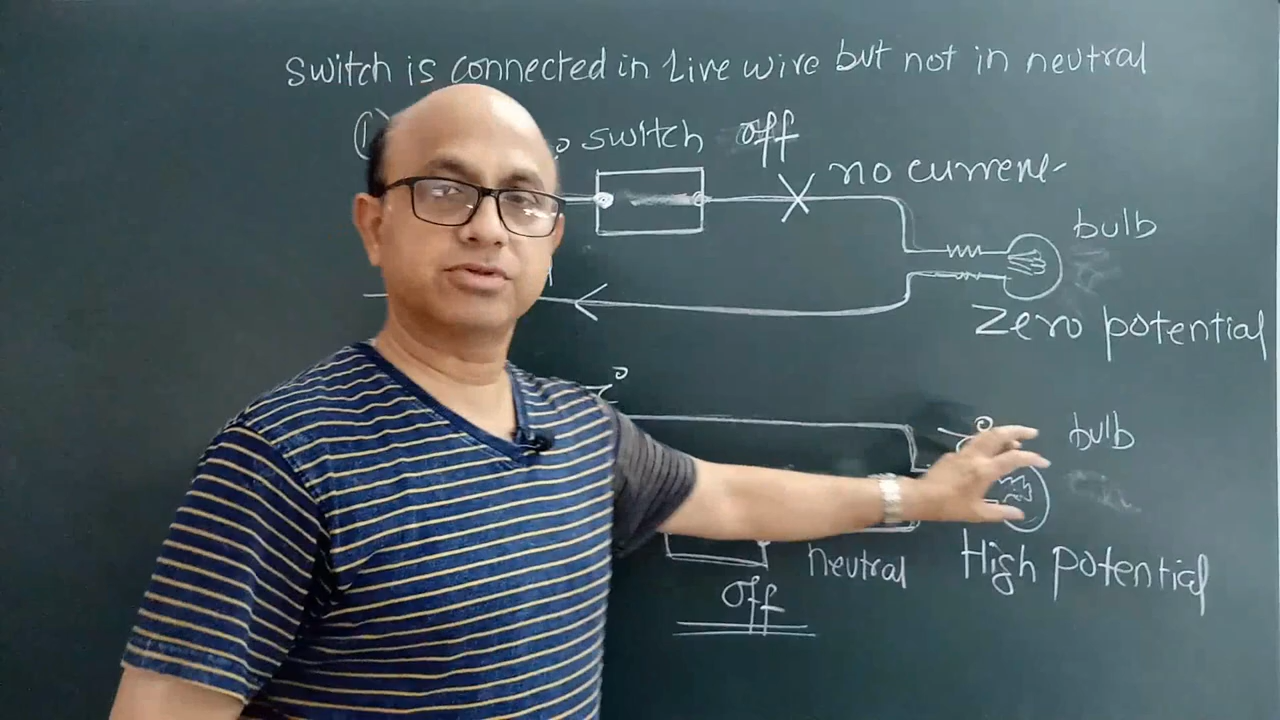 Switch is connected in Live wire but not in neutral
① switch off
no current
bulb
Zero potential
bulb
neutral
High potential
off